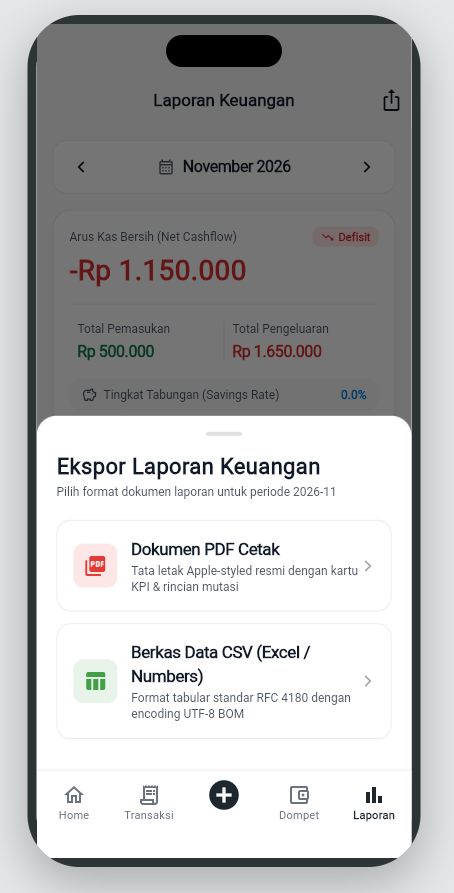 Laporan Keuangan
November 2026
Arus Kas Bersih (Net Cashflow)
Defisit
-Rp 1.150.000
Total Pemasukan
Total Pengeluaran
Rp 500.000
Rp 1.650.000
Tingkat Tabungan (Savings Rate)
0.0%
Ekspor Laporan Keuangan
Pilih format dokumen laporan untuk periode 2026-11
PDF
Dokumen PDF Cetak
Tata letak Apple-styled resmi dengan kartu
KPI & rincian mutasi
Berkas Data CSV (Excel /
Numbers)
Format tabular standar RFC 4180 dengan
encoding UTF-8 BOM
Home
Transaksi
Dompet
Laporan